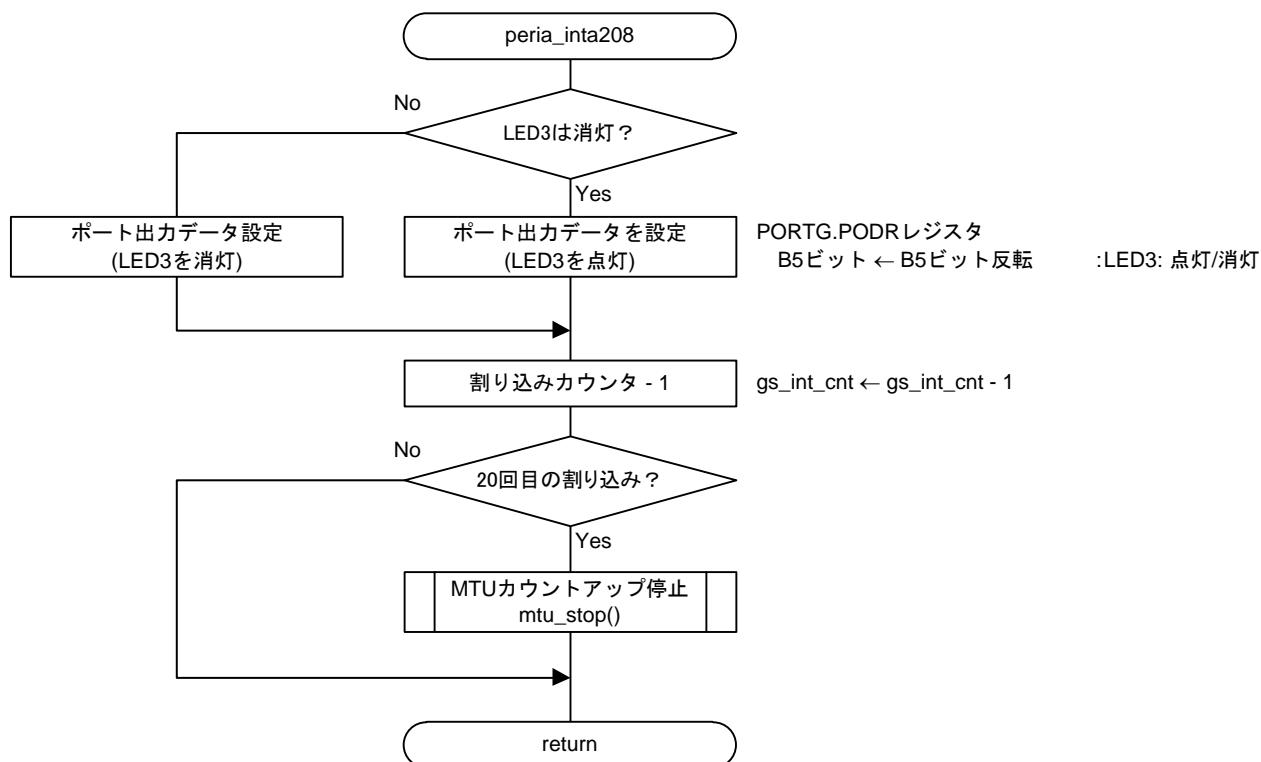 peria_inta208
No
LED3は消灯？
Yes
ポート出力データ設定
(LED3を消灯)
ポート出力データを設定
(LED3を点灯)
PORTG.PODRレジスタ
B5ビット ← B5ビット反転 :LED3: 点灯/消灯
割り込みカウンタ - 1
gs_int_cnt ← gs_int_cnt - 1
No
20回目の割り込み？
Yes
MTUカウントアップ停止
mtu_stop()
return